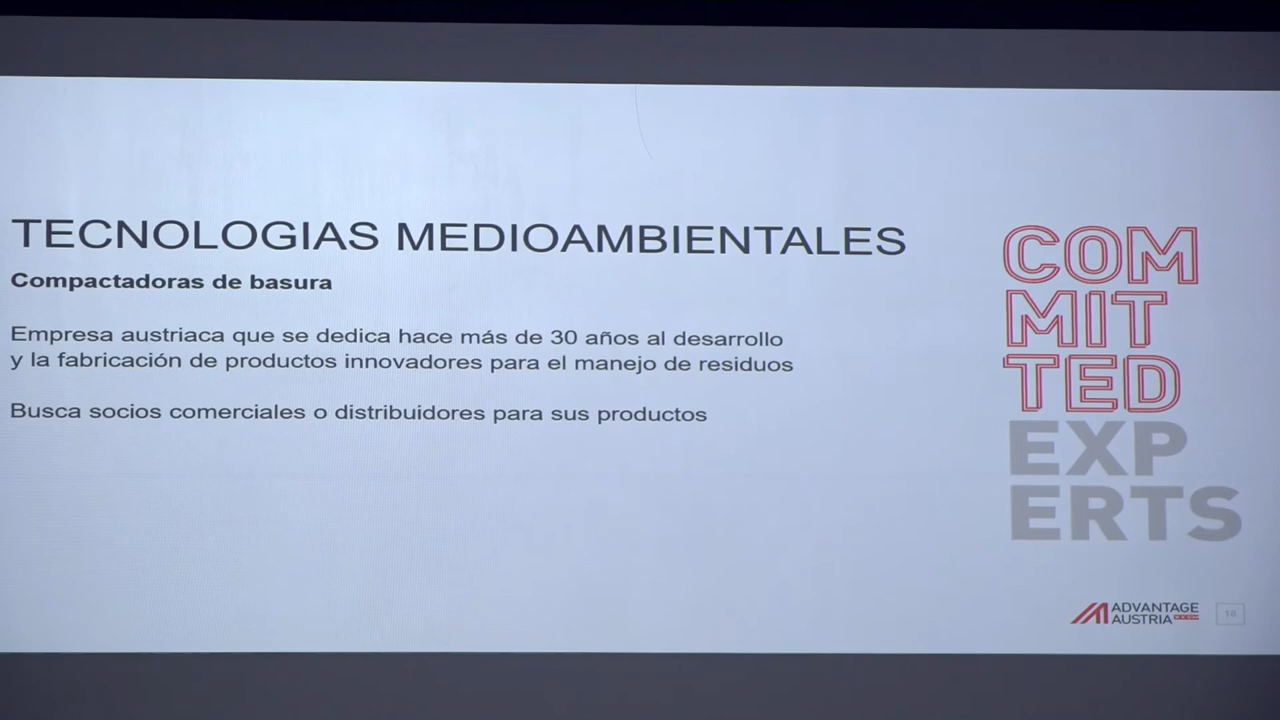 TECNOLOGIAS MEDIOAMBIENTALES
Compactadoras de basura
Empresa austriaca que se dedica hace más de 30 años al desarrollo
y la fabricación de productos innovadores para el manejo de residuos
Busca socios comerciales o distribuidores para sus productos
COM
MIT
TED
EXP
ERTS
ADVANTAGE
AUSTRIA